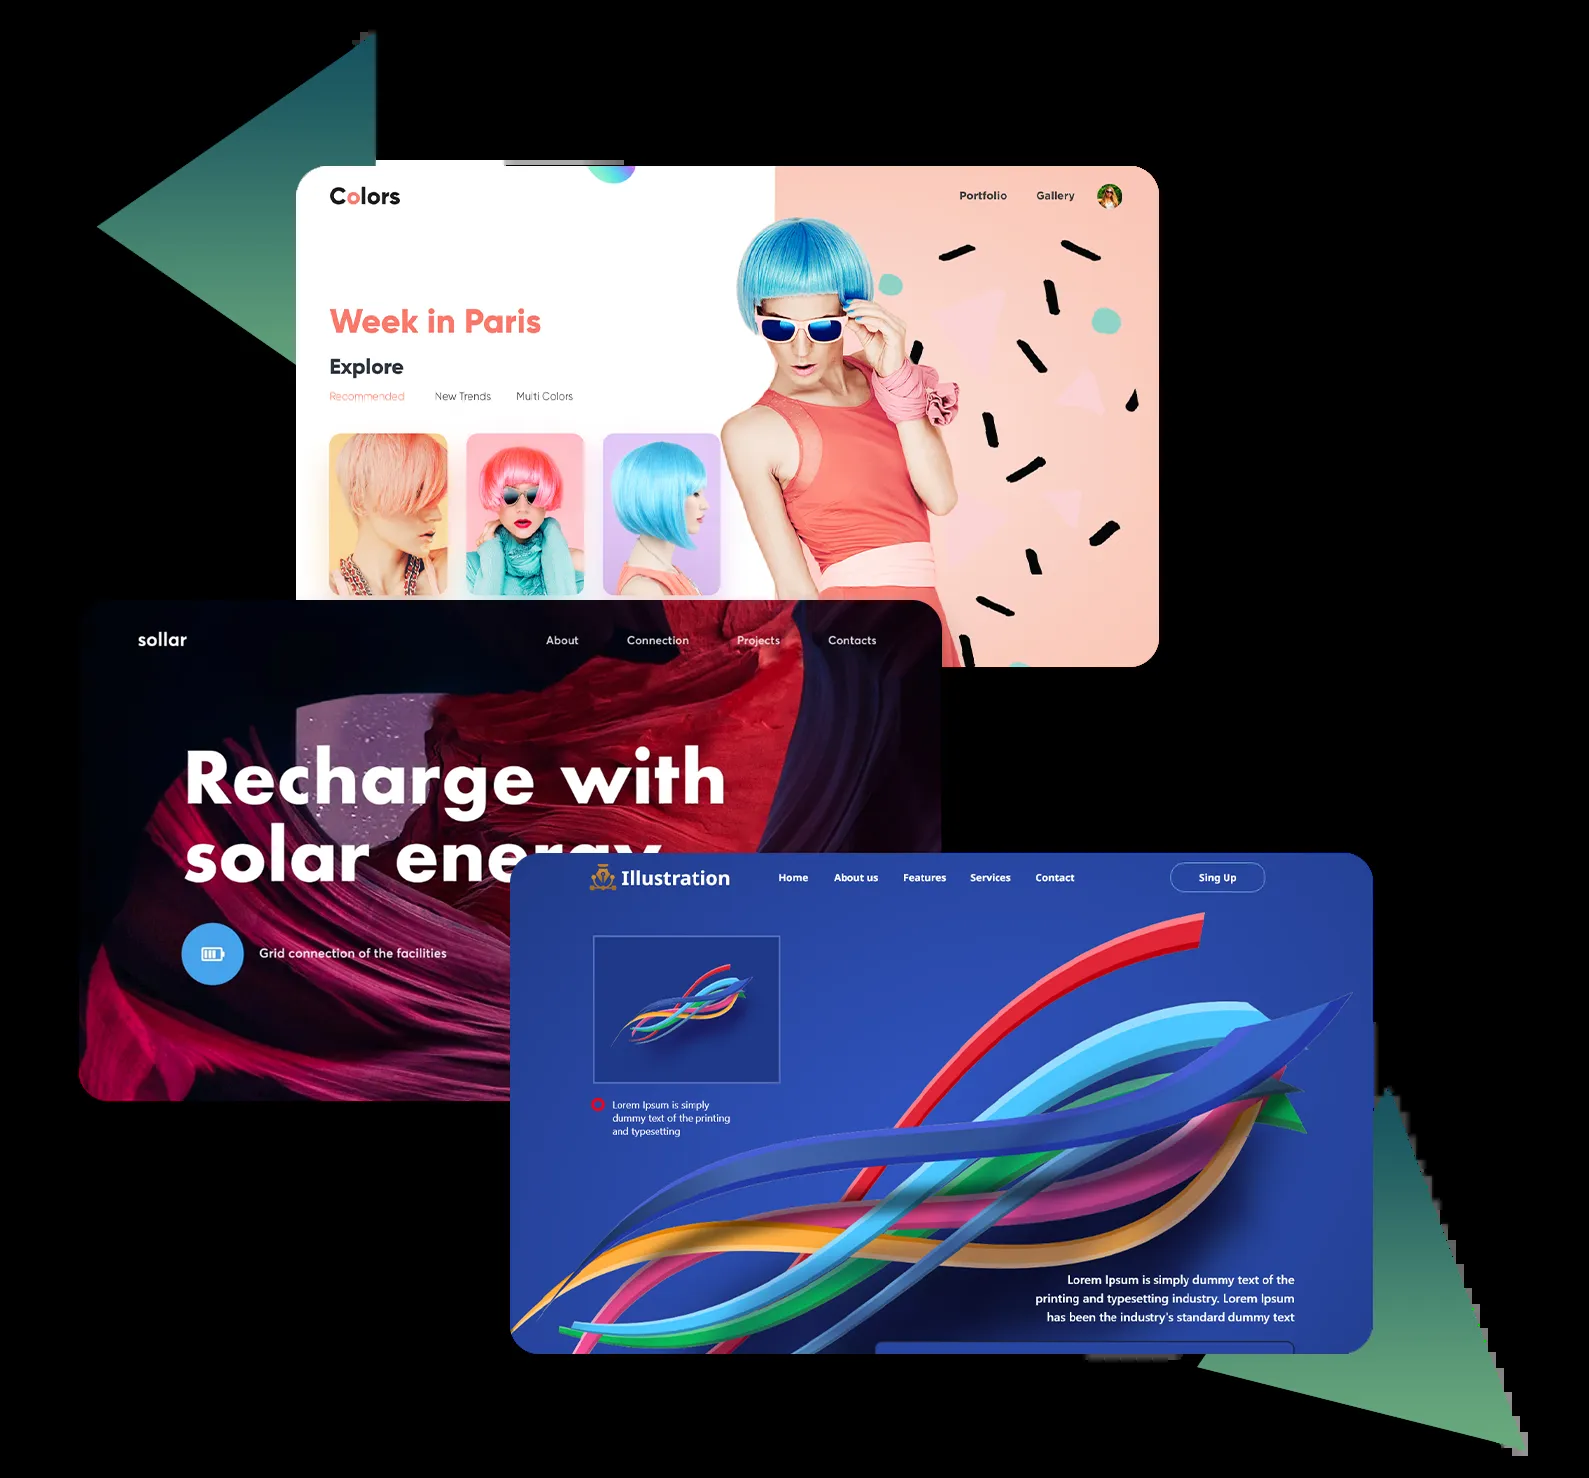 Colors
Portfolio
Gallery
Week in Paris
Explore
Recommended
New Trends
Multi Colors
sollar
About
Connection
Projects
Contacts
Recharge with
solar energy
Grid connection of the facilities
Illustration
Home
About us
Features
Services
Contact
Sing Up
Lorem Ipsum is simply
dummy text of the printing
and typesetting
Lorem Ipsum is simply dummy text of the
printing and typesetting industry. Lorem Ipsum
has been the industry's standard dummy text